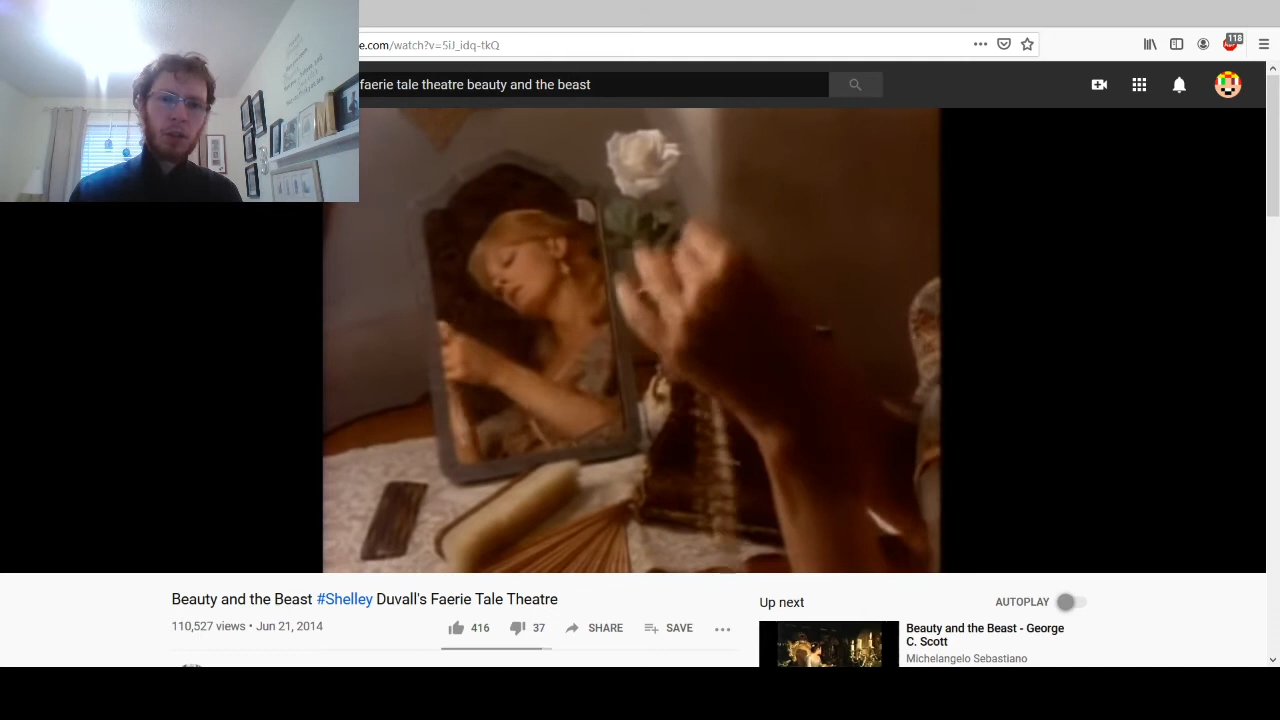 e.com/watch?v=5iJ_idq-tkQ
118
faerie tale theatre beauty and the beast
Beauty and the Beast #Shelley Duvall's Faerie Tale Theatre
110,527 views • Jun 21, 2014
416
37
SHARE
SAVE
Up next
AUTOPLAY
Beauty and the Beast - George
C. Scott
Michelangelo Sebastiano